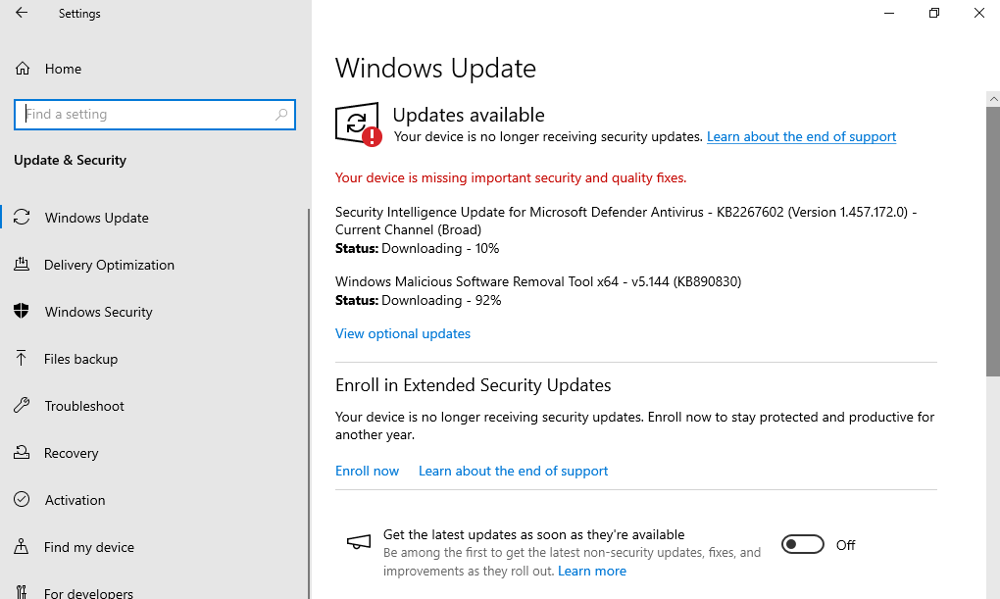 Settings
Home
Find a setting
Update & Security
Windows Update
Delivery Optimization
Windows Security
Files backup
Troubleshoot
Recovery
Activation
Find my device
For developers
Windows Update
Updates available
Your device is no longer receiving security updates. Learn about the end of support
Your device is missing important security and quality fixes.
Security Intelligence Update for Microsoft Defender Antivirus - KB2267602 (Version 1.457.172.0) -
Current Channel (Broad)
Status: Downloading - 10%
Windows Malicious Software Removal Tool x64 - v5.144 (KB890830)
Status: Downloading - 92%
View optional updates
Enroll in Extended Security Updates
Your device is no longer receiving security updates. Enroll now to stay protected and productive for
another year.
Enroll now Learn about the end of support
Get the latest updates as soon as they're available
Be among the first to get the latest non-security updates, fixes, and
improvements as they roll out. Learn more
Off